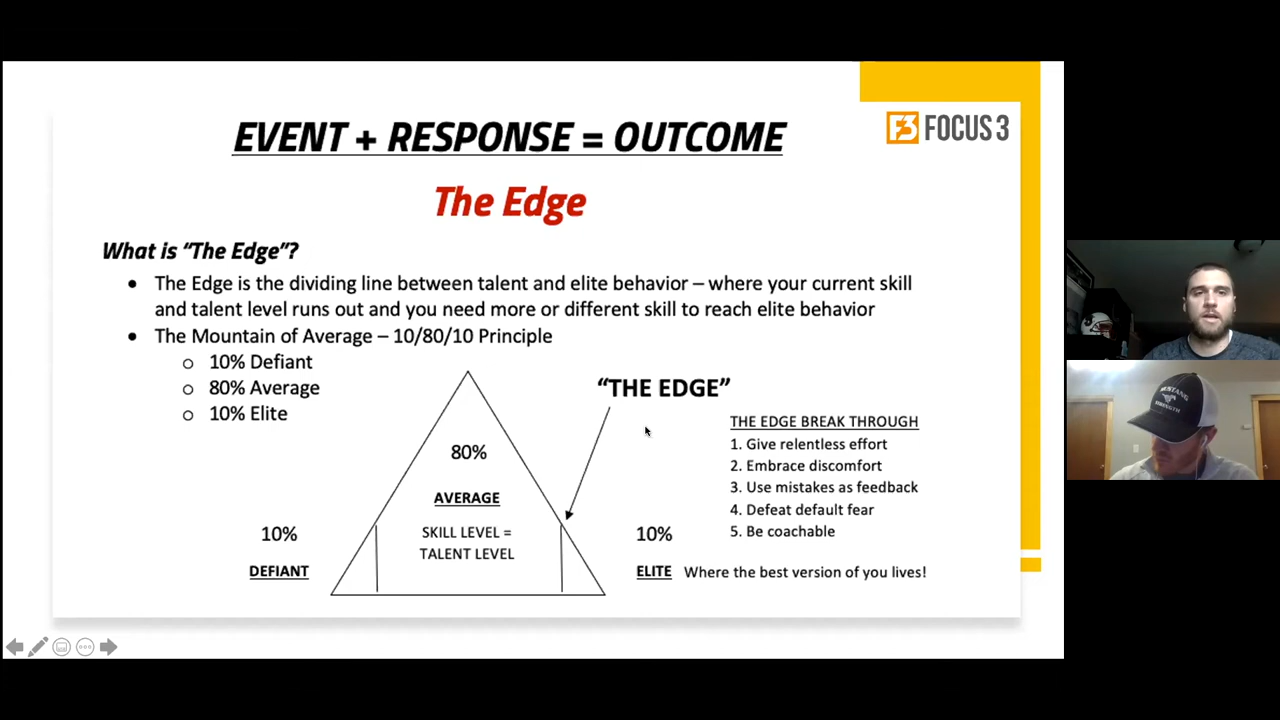 EVENT + RESPONSE = OUTCOME
F3 FOCUS 3
The Edge
What is “The Edge”?
• The Edge is the dividing line between talent and elite behavior – where your current skill
and talent level runs out and you need more or different skill to reach elite behavior
• The Mountain of Average – 10/80/10 Principle
o 10% Defiant
o 80% Average
o 10% Elite
“THE EDGE”
THE EDGE BREAK THROUGH
1. Give relentless effort
2. Embrace discomfort
3. Use mistakes as feedback
4. Defeat default fear
5. Be coachable
80%
AVERAGE
SKILL LEVEL =
TALENT LEVEL
10%
DEFIANT
10%
ELITE Where the best version of you lives!
MUSTANG
STRENGTH